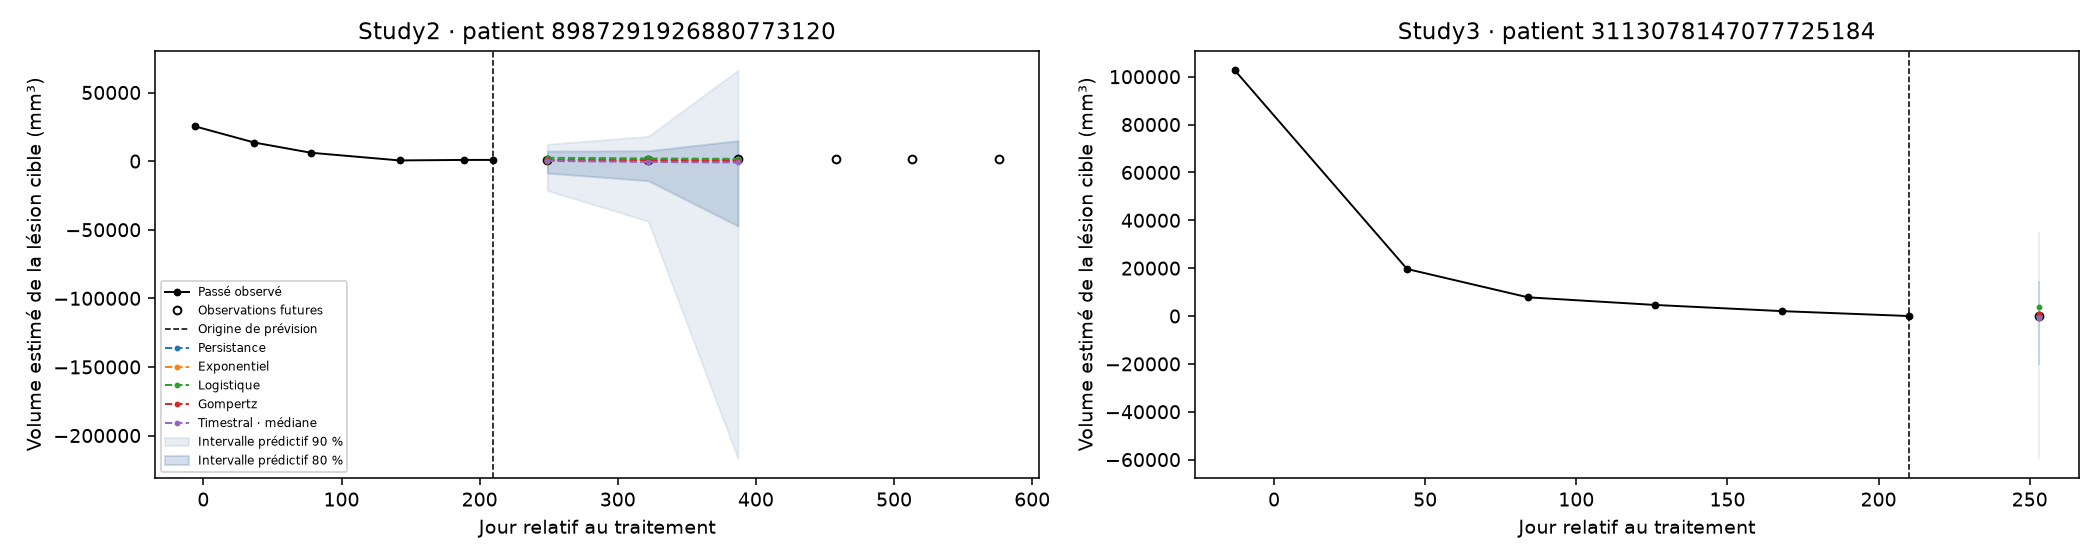 Study2 · patient 8987291926880773120
Volume estimé de la lésion cible (mm³)
50000
0
−50000
−100000
−150000
−200000
Passé observé
Observations futures
Origine de prévision
Persistance
Exponentiel
Logistique
Gompertz
Timestral · médiane
Intervalle prédictif 90 %
Intervalle prédictif 80 %
0 100 200 300 400 500 600
Jour relatif au traitement
Study3 · patient 3113078147077725184
Volume estimé de la lésion cible (mm³)
100000
80000
60000
40000
20000
0
−20000
−40000
−60000
0 50 100 150 200 250
Jour relatif au traitement